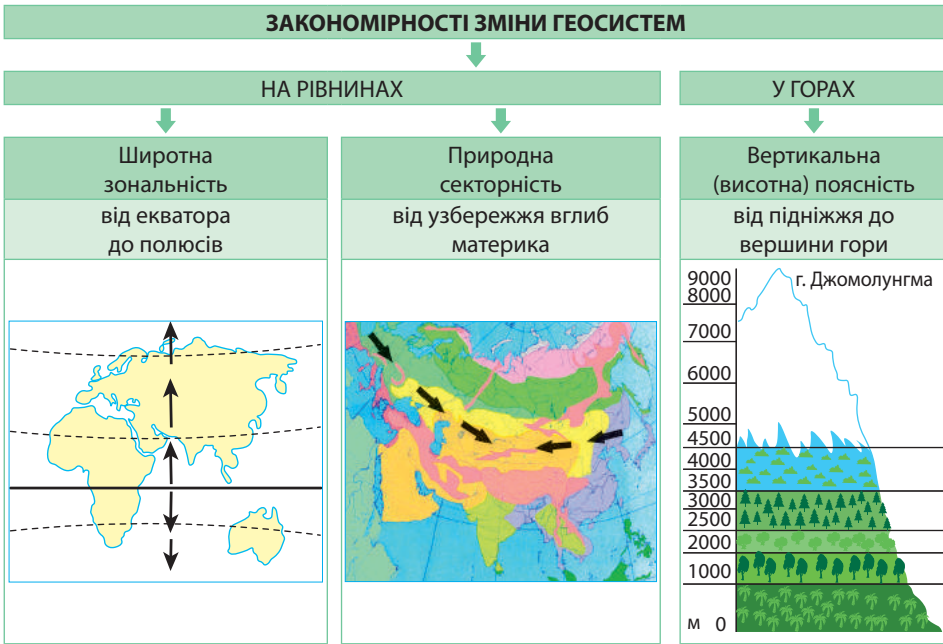 ЗАКОНОМІРНОСТІ ЗМІНИ ГЕОСИСТЕМ
НА РІВНИНАХ
У ГОРАХ
Широтна
зональність
від екватора
до полюсів
Природна
секторність
від узбережжя вглиб
материка
Вертикальна
(висотна) поясність
від підніжжя до
вершини гори
г. Джомолунгма
9000
8000
7000
6000
5000
4500
4000
3500
3000
2500
2000
1000
м 0